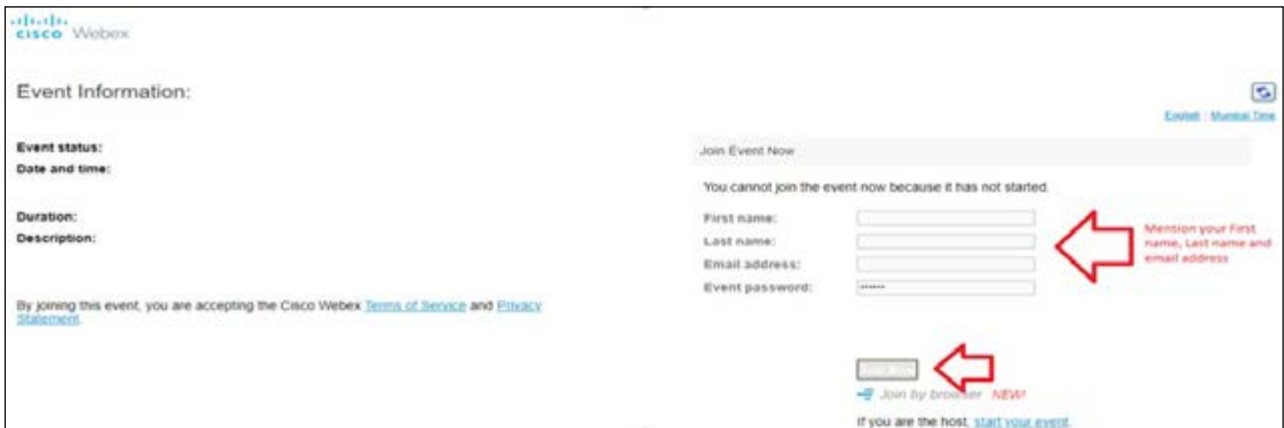 cisco Webex
Event Information:
English | Mumbai Time
Event status:
Date and time:
Duration:
Description:
By joining this event, you are accepting the Cisco Webex Terms of Service and Privacy
Statement.
Join Event Now
You cannot join the event now because it has not started.
First name:
Last name:
Email address:
Event password:
Mention your First
name, Last name and
email address
Join by browser NEW!
If you are the host, start your event.